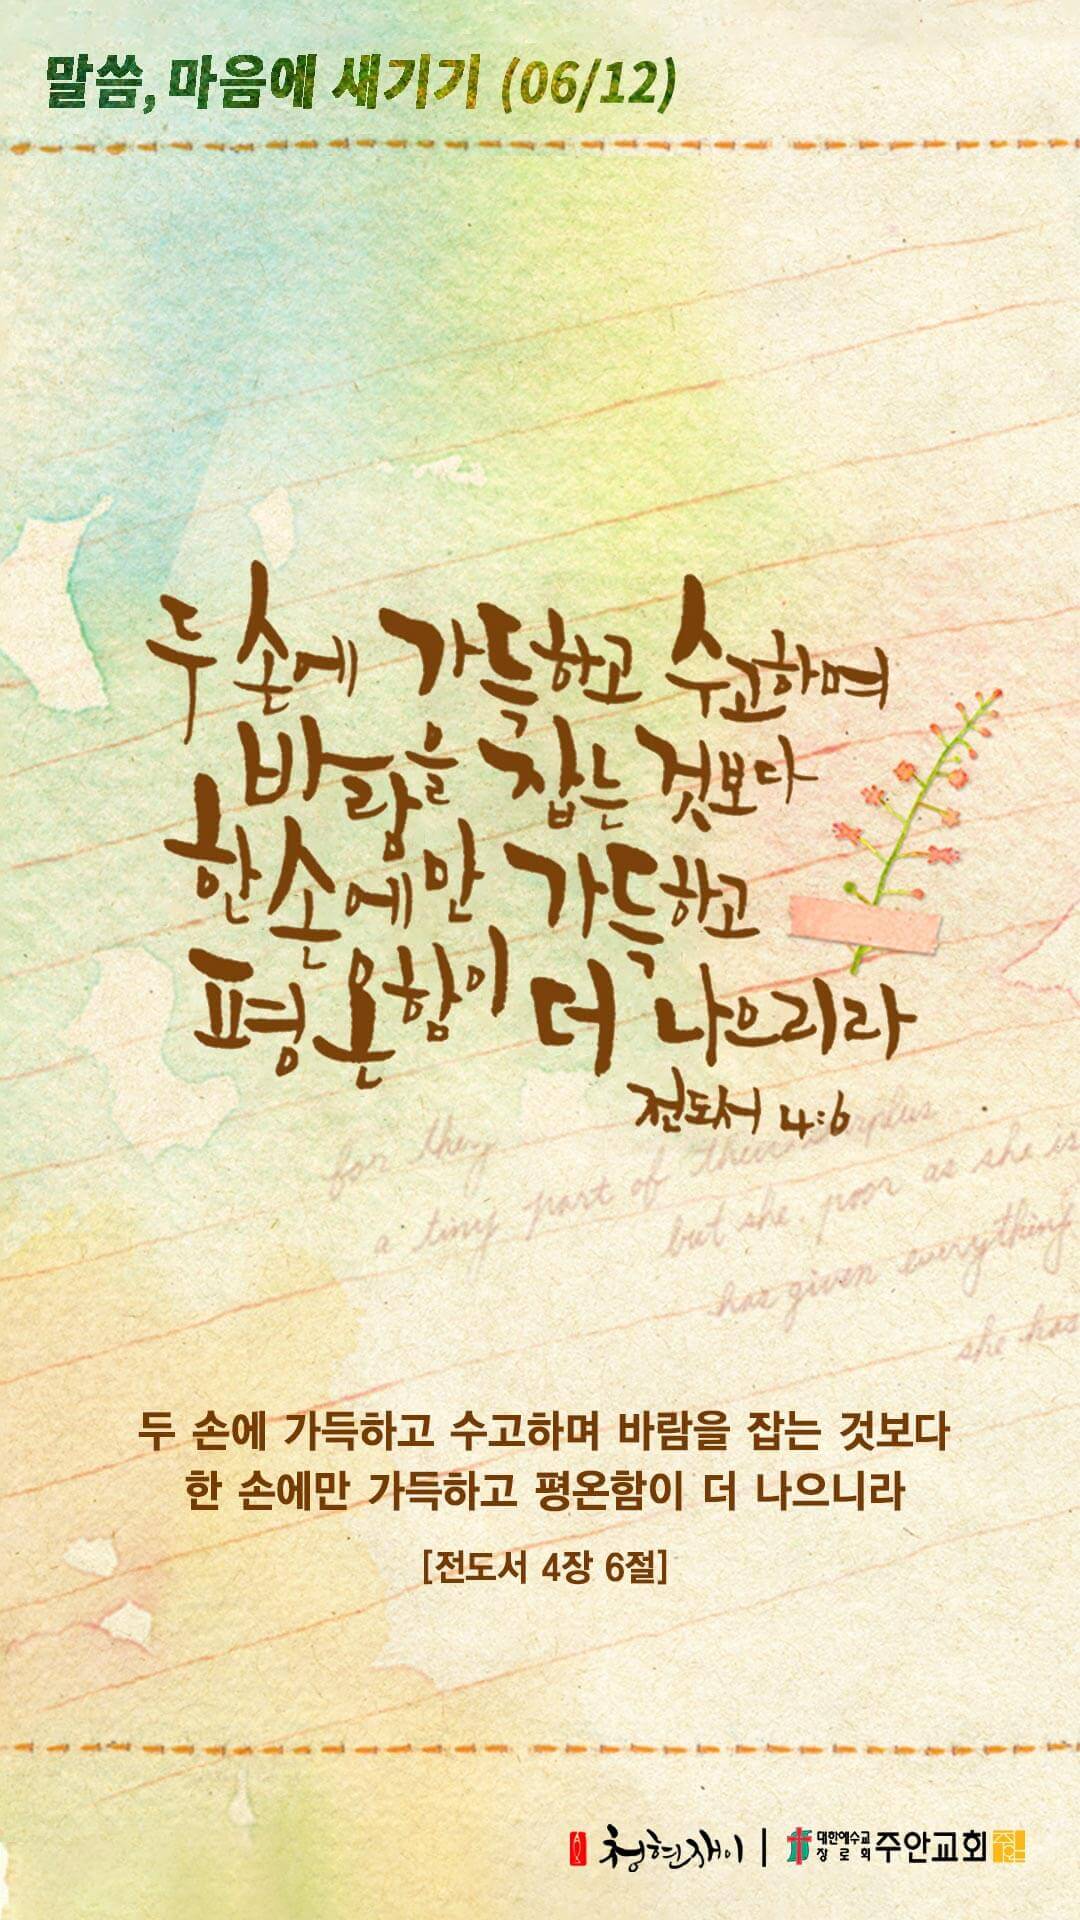 말씀, 마음에 새기기 (06/12)
두 손에 가득하고 수고하며
바람을 잡는 것보다
한 손에만 가득하고
평온함이 더 나으리라
전도서 4:6
for they
a tiny part of their surplus
but she, poor as she is
has given everything
she has
두 손에 가득하고 수고하며 바람을 잡는 것보다
한 손에만 가득하고 평온함이 더 나으니라
[전도서 4장 6절]
청현재이 | 대한예수교장로회 주안교회